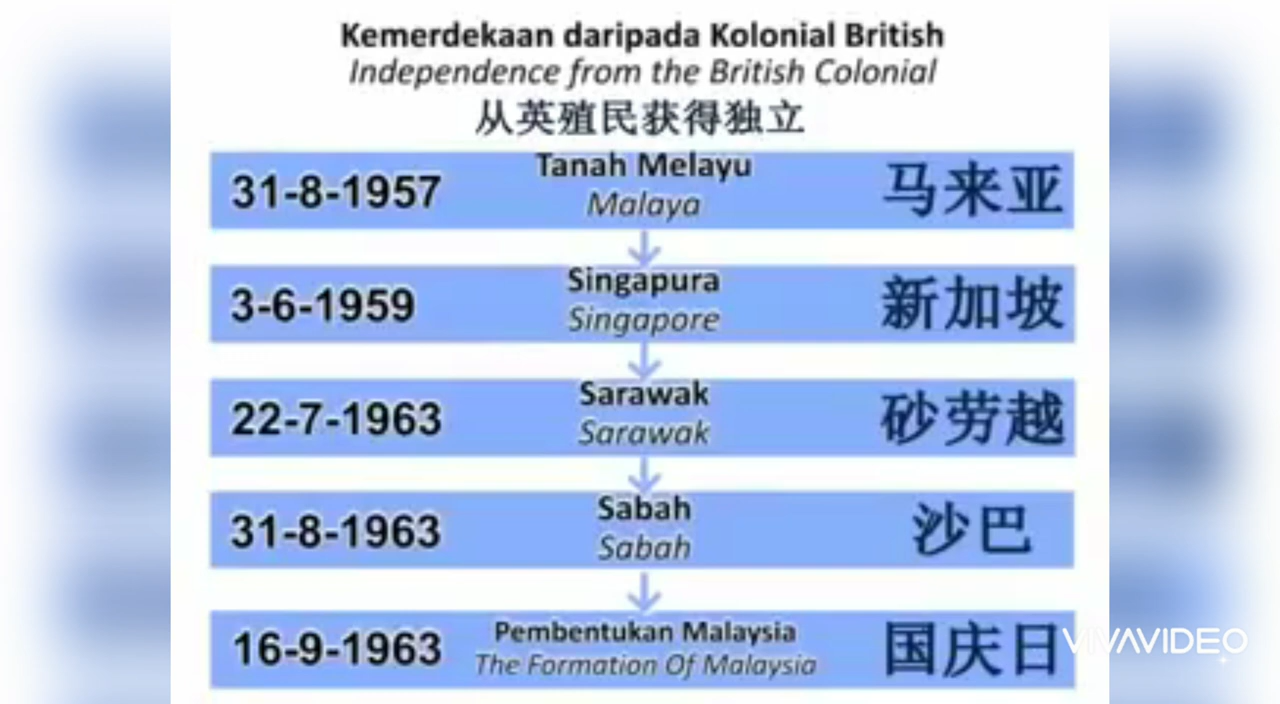 Kemerdekaan daripada Kolonial British
Independence from the British Colonial
从英殖民获得独立
31-8-1957
Tanah Melayu
Malaya
马来亚
3-6-1959
Singapura
Singapore
新加坡
22-7-1963
Sarawak
Sarawak
砂劳越
31-8-1963
Sabah
Sabah
沙巴
16-9-1963
Pembentukan Malaysia
The Formation Of Malaysia
国庆日
VIVAVIDEO